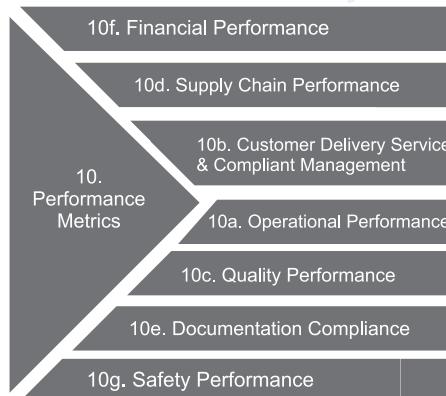 10f. Financial Performance
10d. Supply Chain Performance
10b. Customer Delivery Service
& Compliant Management
10.
Performance
Metrics
10a. Operational Performance
10c. Quality Performance
10e. Documentation Compliance
10g. Safety Performance